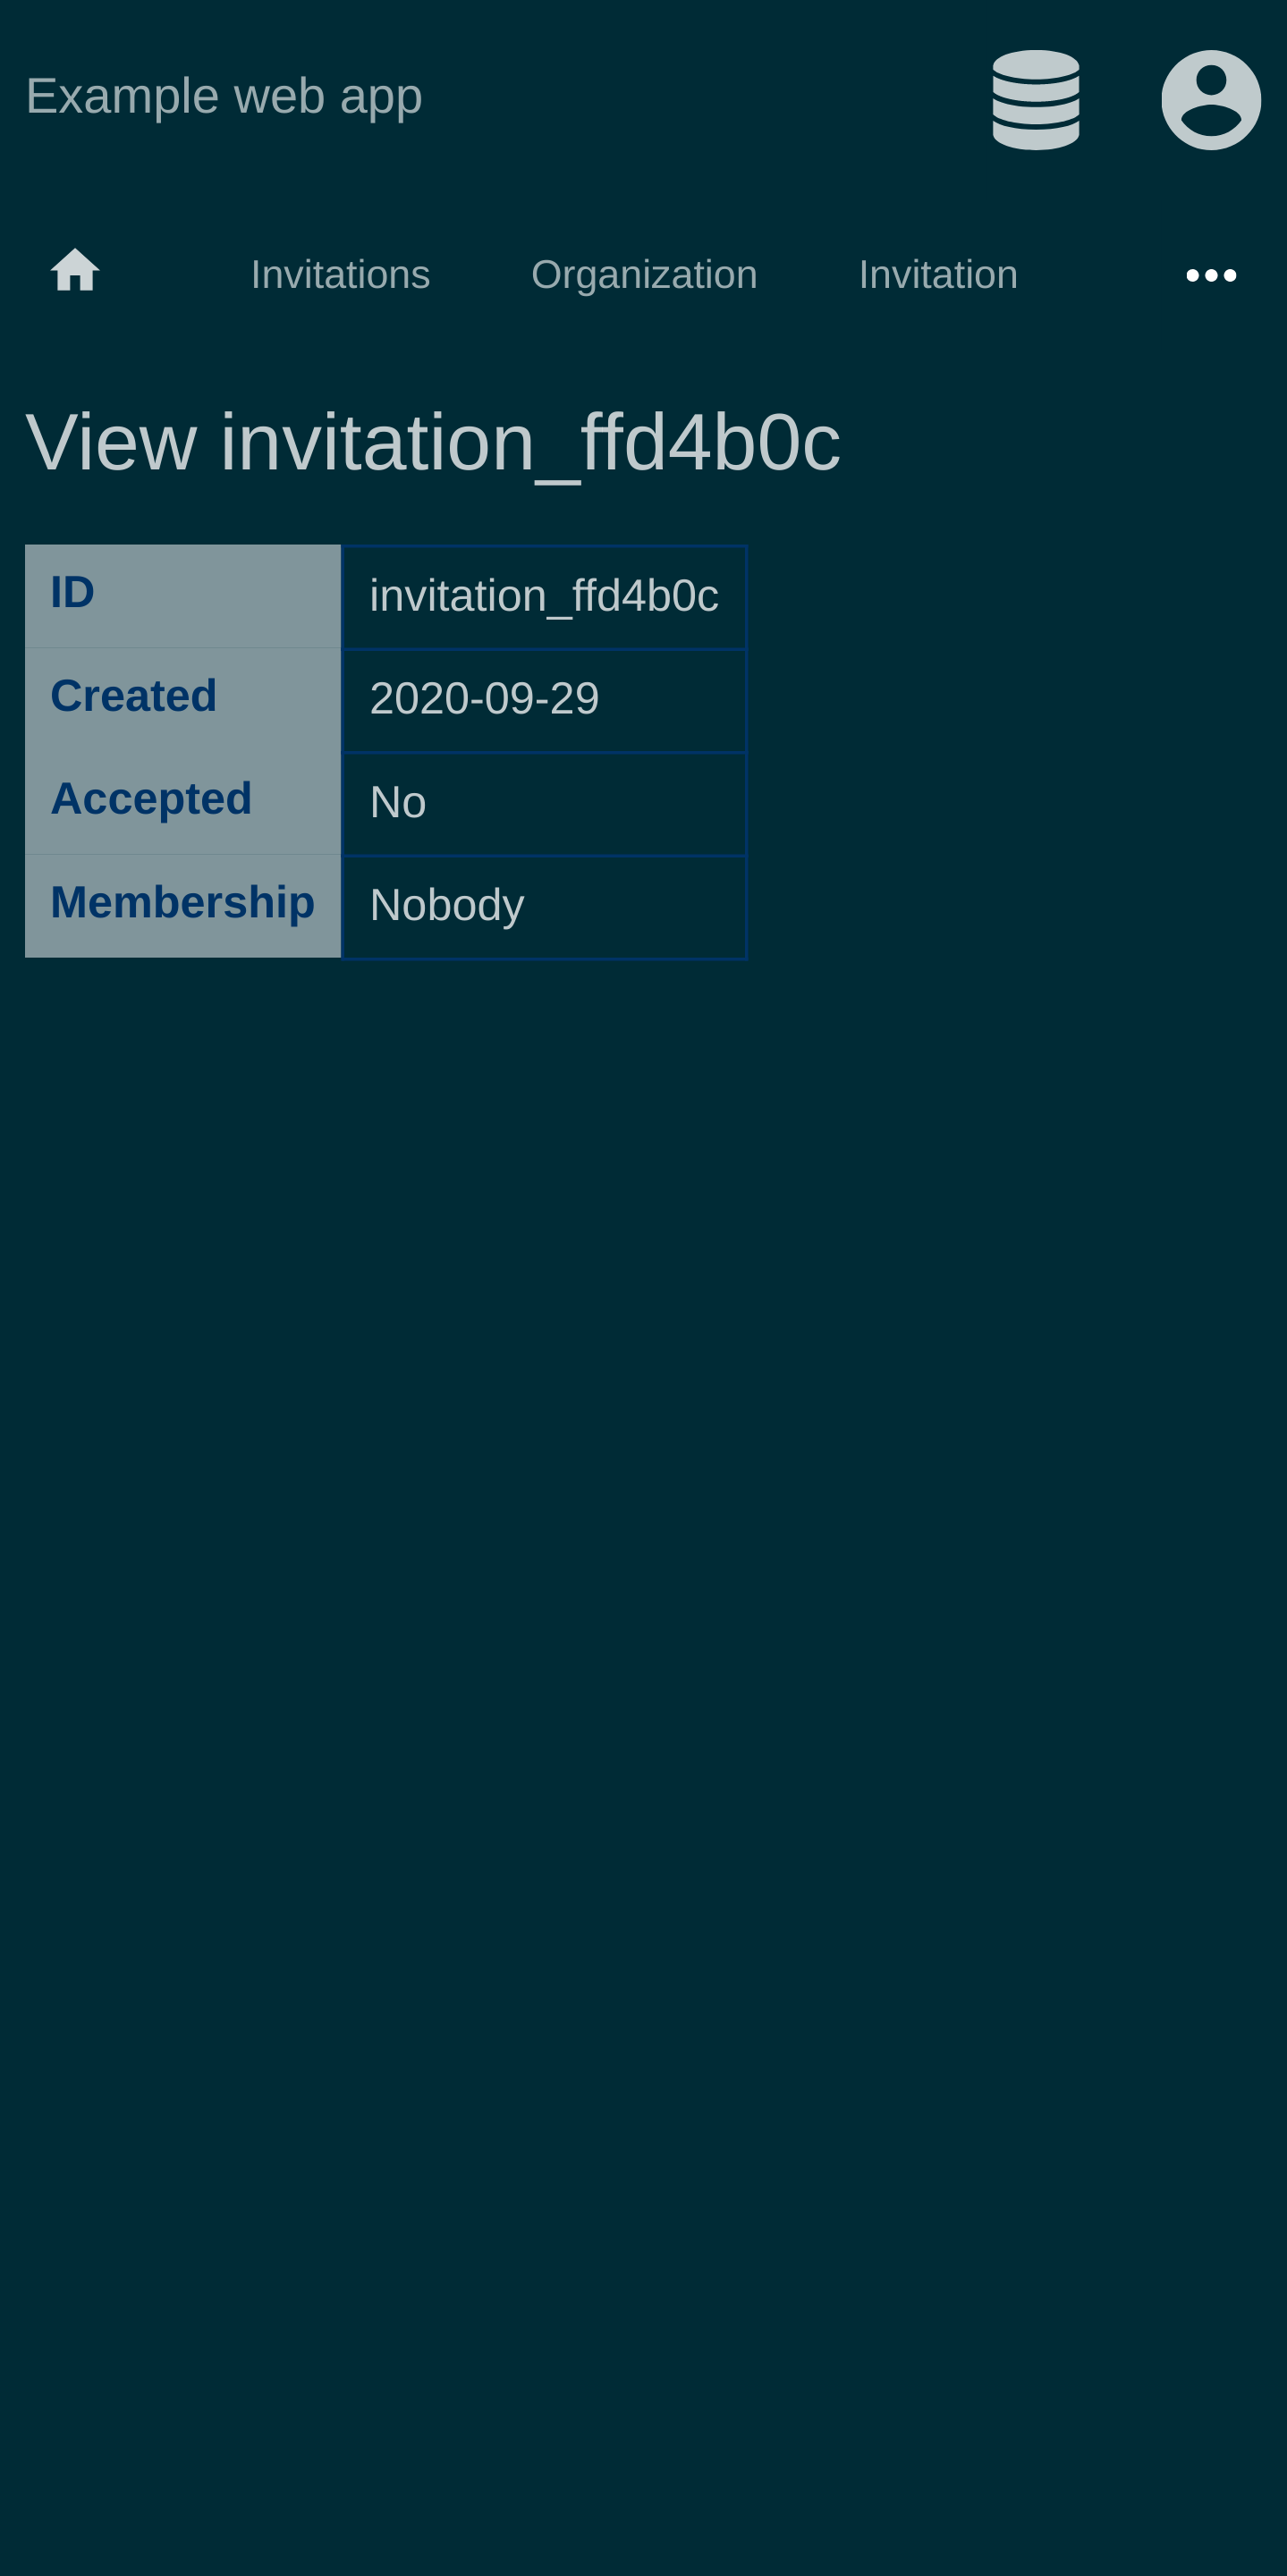 Example web app
Invitations Organization Invitation
View invitation_ffd4b0c
ID invitation_ffd4b0c
Created 2020-09-29
Accepted No
Membership Nobody